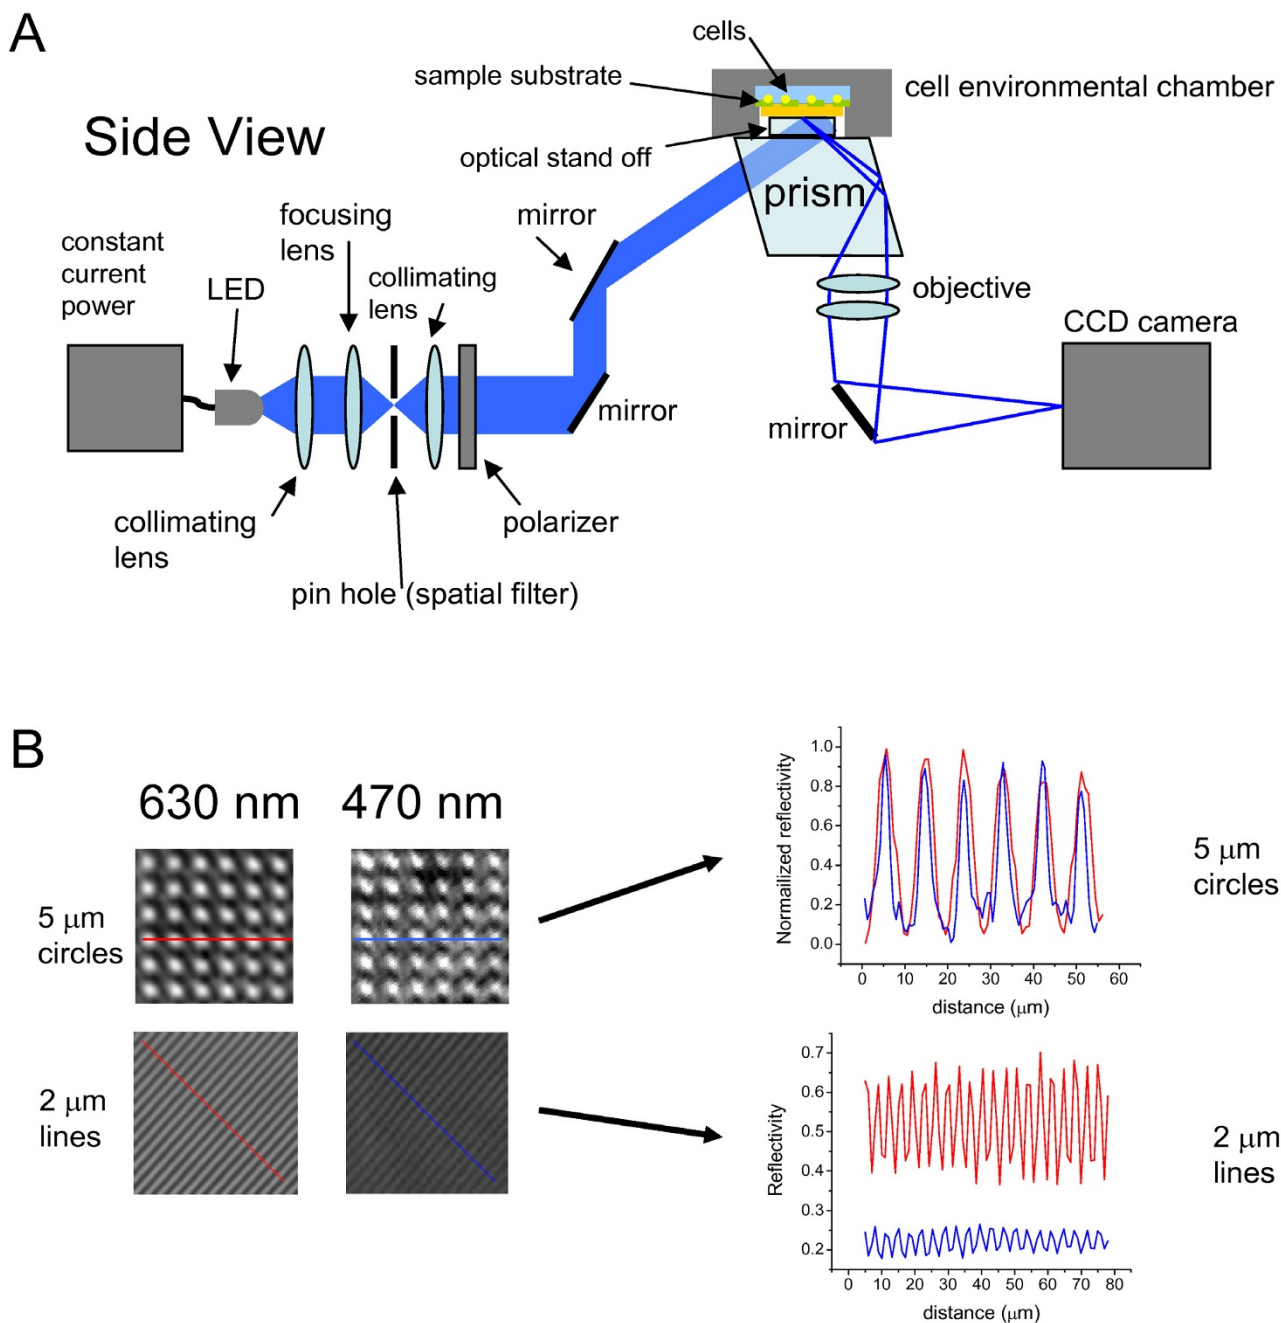 A
Side View
cells
sample substrate
cell environmental chamber
optical stand off
prism
mirror
focusing
lens
constant
current
power
LED
collimating
lens
objective
CCD camera
mirror
mirror
collimating
lens
polarizer
pin hole (spatial filter)
B
630 nm
470 nm
5 μm
circles
2 μm
lines
Normailized reflectivity
1.0
0.8
0.6
0.4
0.2
0.0
0 10 20 30 40 50 60
distance (μm)
5 μm
circles
Reflectivity
0.7
0.6
0.5
0.4
0.3
0.2
0 10 20 30 40 50 60 70 80
distance (μm)
2 μm
lines